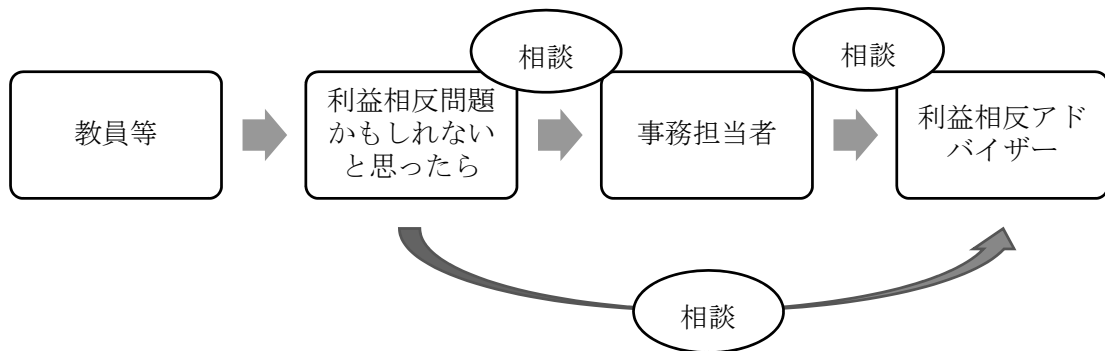 相談
相談
教員等
利益相反問題
かもしれない
と思ったら
事務担当者
利益相反アド
バイザー
相談